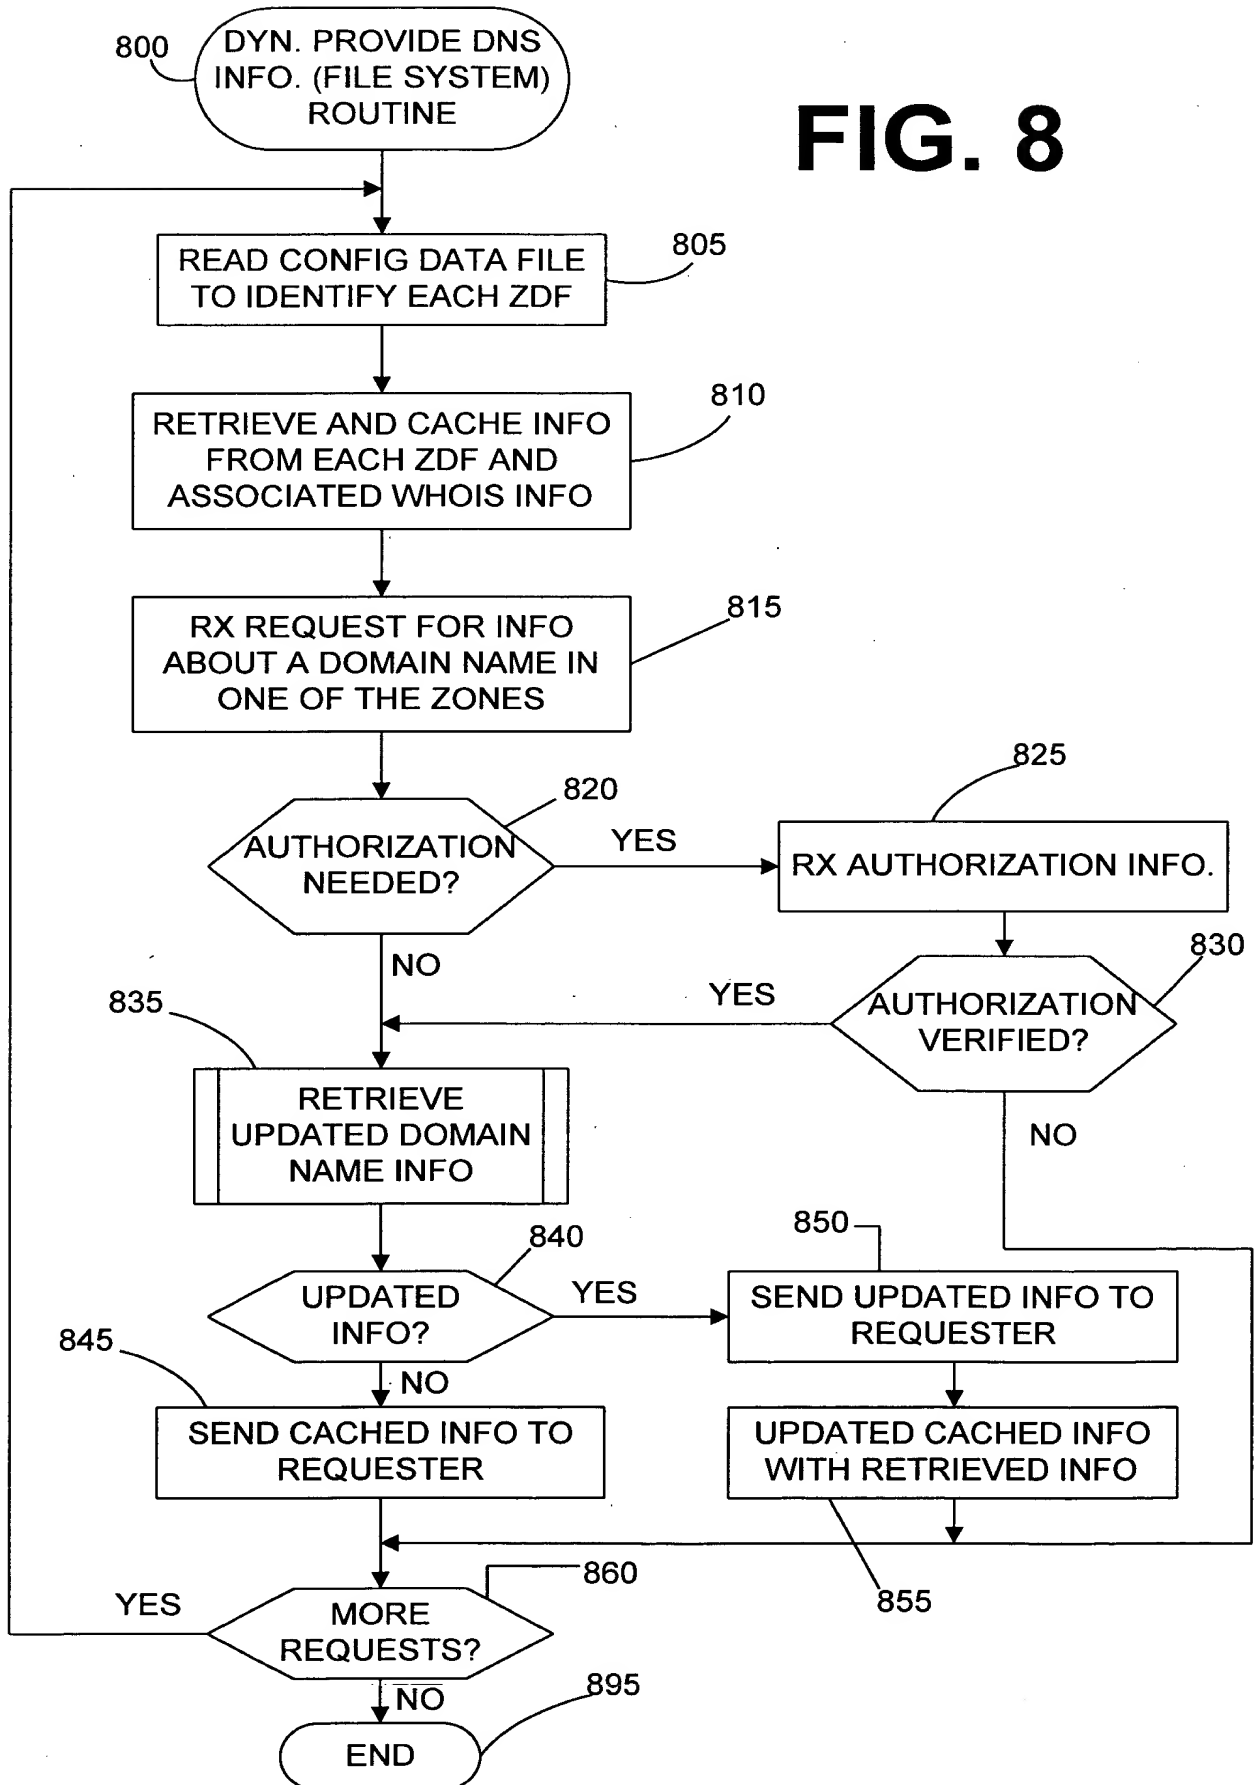 800
DYN. PROVIDE DNS
INFO. (FILE SYSTEM)
ROUTINE
FIG. 8
805
READ CONFIG DATA FILE
TO IDENTIFY EACH ZDF
810
RETRIEVE AND CACHE INFO
FROM EACH ZDF AND
ASSOCIATED WHOIS INFO
815
RX REQUEST FOR INFO
ABOUT A DOMAIN NAME IN
ONE OF THE ZONES
820
AUTHORIZATION
NEEDED?
YES
825
RX AUTHORIZATION INFO.
NO
830
AUTHORIZATION
VERIFIED?
YES
NO
835
RETRIEVE
UPDATED DOMAIN
NAME INFO
840
UPDATED
INFO?
YES
850
SEND UPDATED INFO TO
REQUESTER
845
NO
SEND CACHED INFO TO
REQUESTER
UPDATED CACHED INFO
WITH RETRIEVED INFO
855
860
MORE
REQUESTS?
YES
NO
895
END